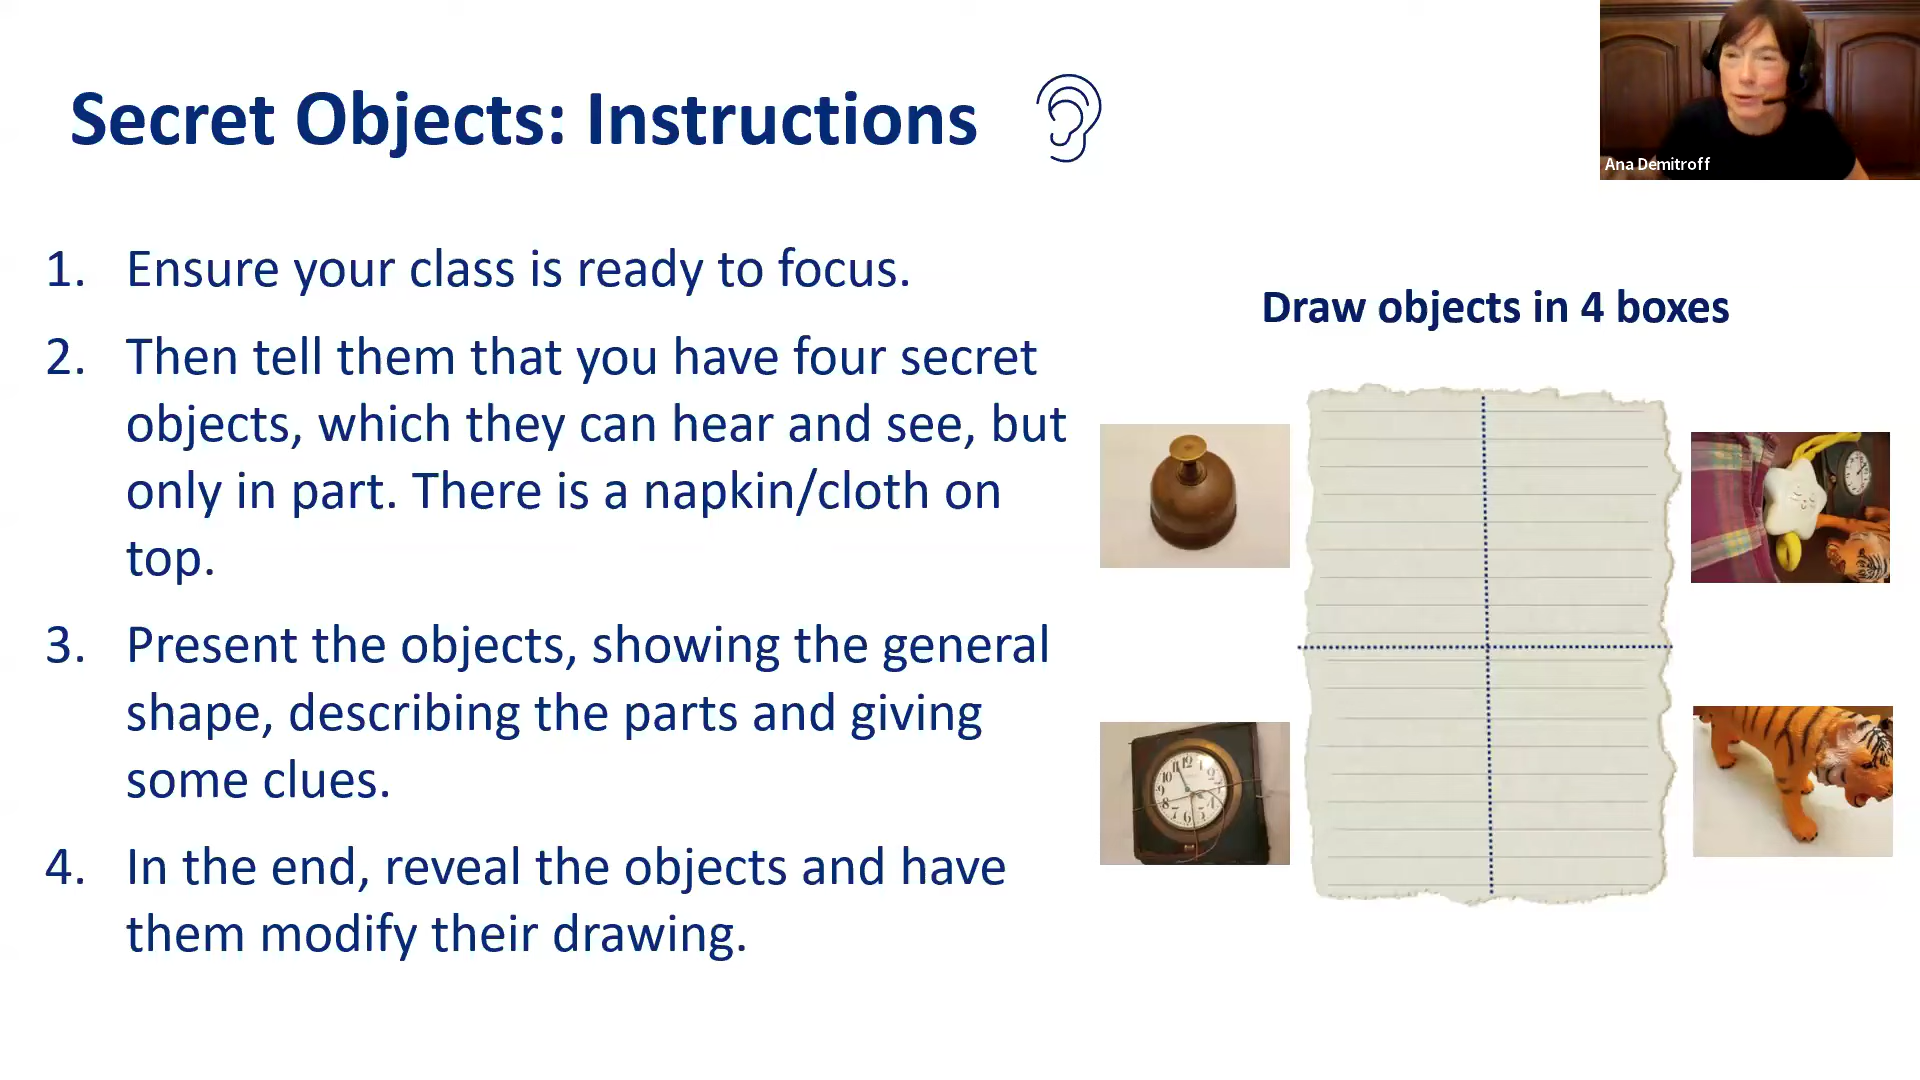 Secret Objects: Instructions
Ana Demitroff
1. Ensure your class is ready to focus.
2. Then tell them that you have four secret
objects, which they can hear and see, but
only in part. There is a napkin/cloth on
top.
3. Present the objects, showing the general
shape, describing the parts and giving
some clues.
4. In the end, reveal the objects and have
them modify their drawing.
Draw objects in 4 boxes